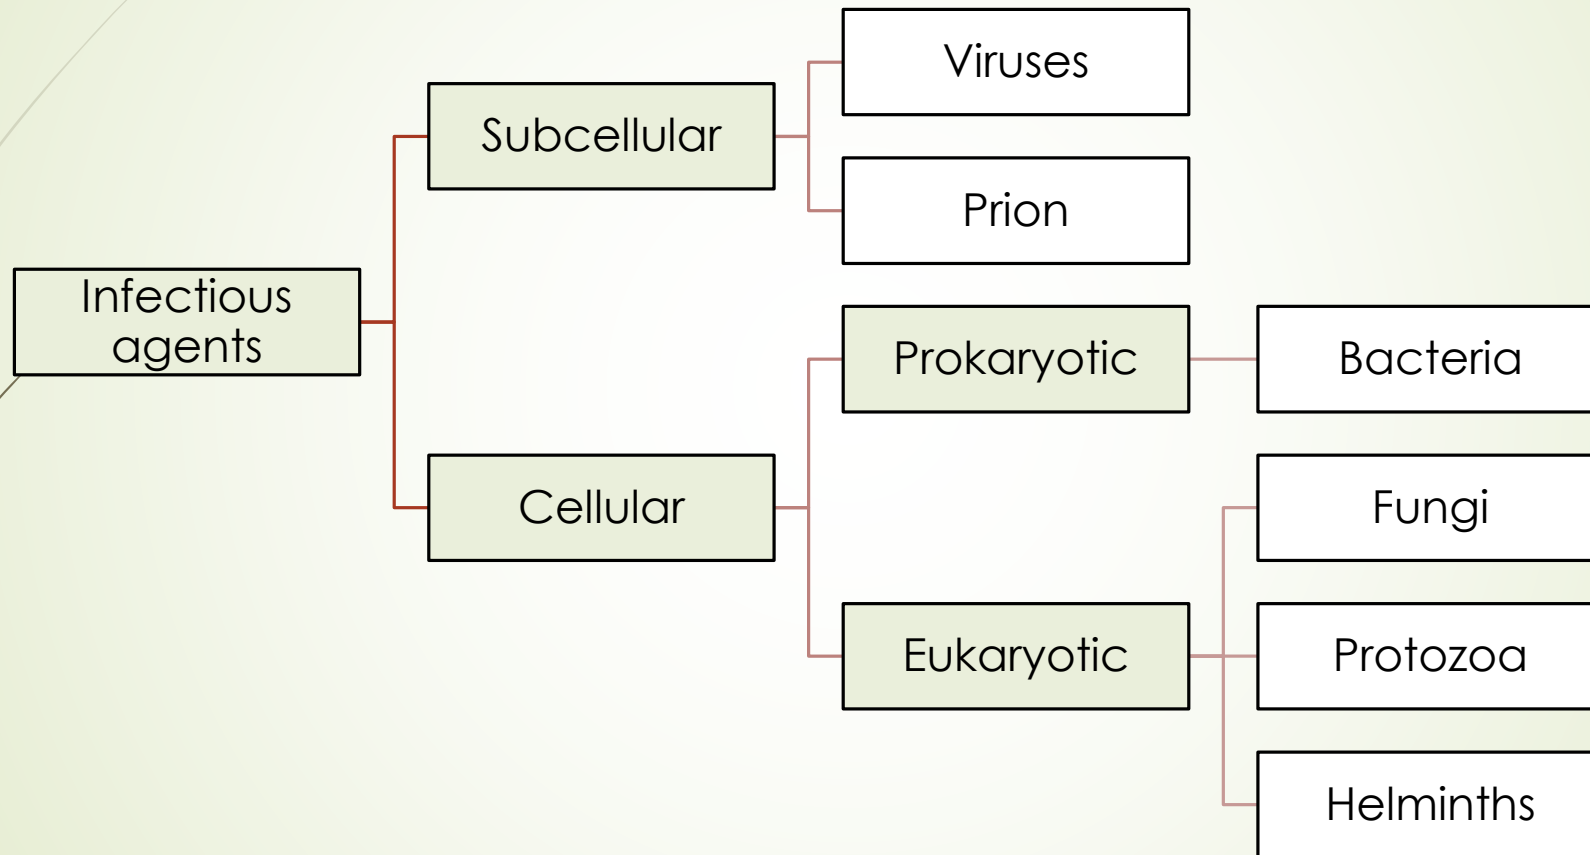 Infectious
agents
Subcellular
Viruses
Prion
Cellular
Prokaryotic
Bacteria
Eukaryotic
Fungi
Protozoa
Helminths